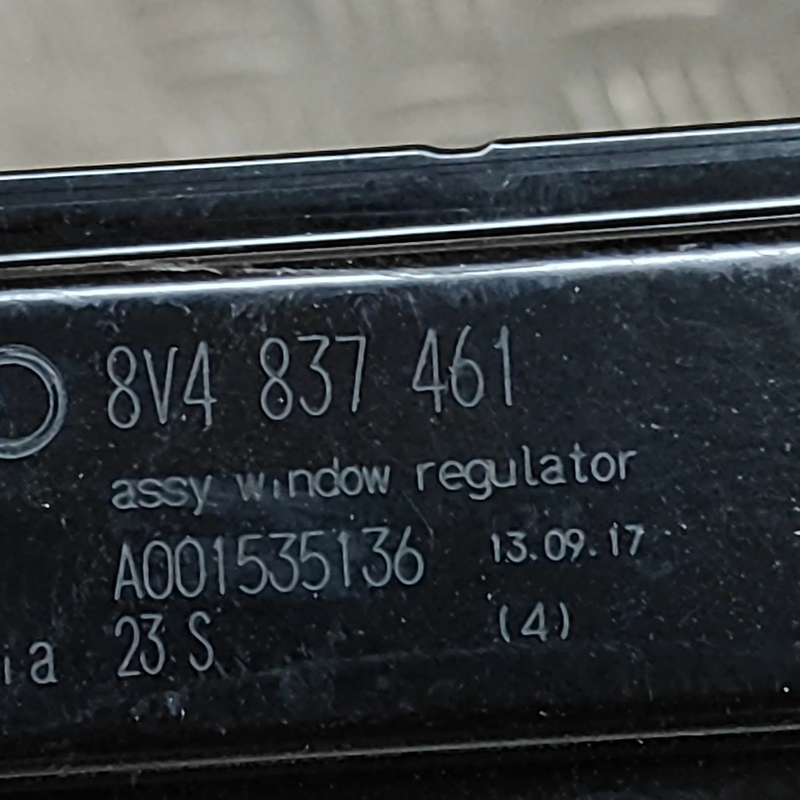 8V4 837 461
assy window regulator
A001535136 13.09.17
23 S (4)